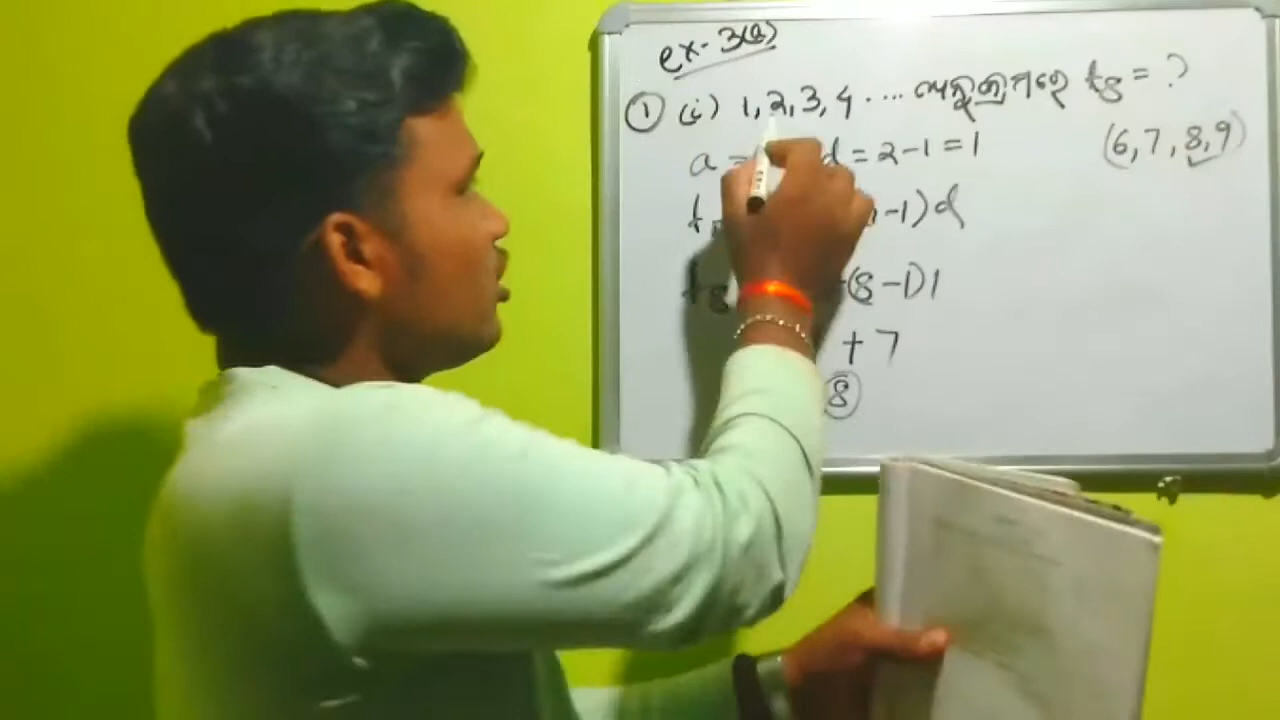 ex- 3(a)
① (i) 1, 2, 3, 4 .... ଅନୁକ୍ରମରେ t₈ = ?
(6, 7, 8, 9)
a = d = 2-1 = 1
t -1) d
t₈ (8-1) 1
+ 7
⑧